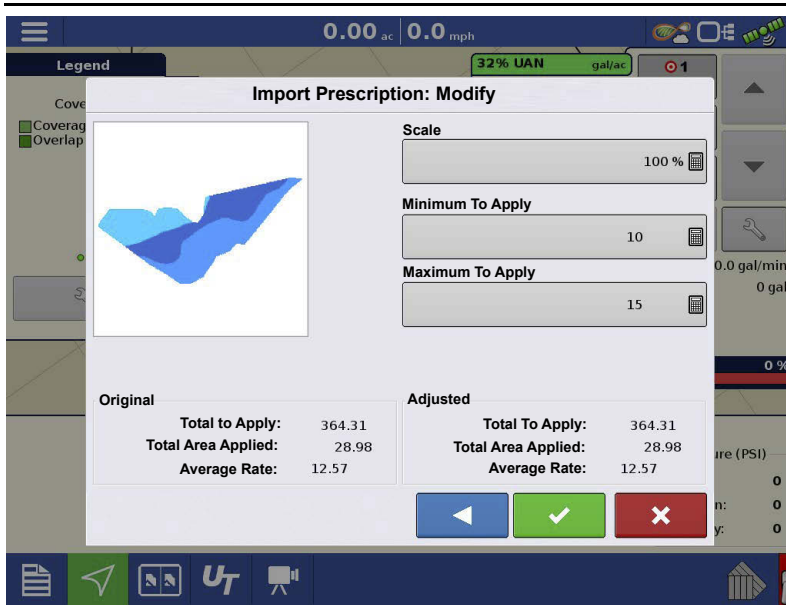 0.00 ac 0.0 mph
Legend
32% UAN gal/ac
1
Import Prescription: Modify
Cove
Coverag
Overlap
Scale
100 %
Minimum To Apply
10
Maximum To Apply
15
0.0 gal/min
0 gal
0 %
Original
Total to Apply: 364.31
Total Area Applied: 28.98
Average Rate: 12.57
Adjusted
Total To Apply: 364.31
Total Area Applied: 28.98
Average Rate: 12.57
ure (PSI)
0
n: 0
y: 0
UT